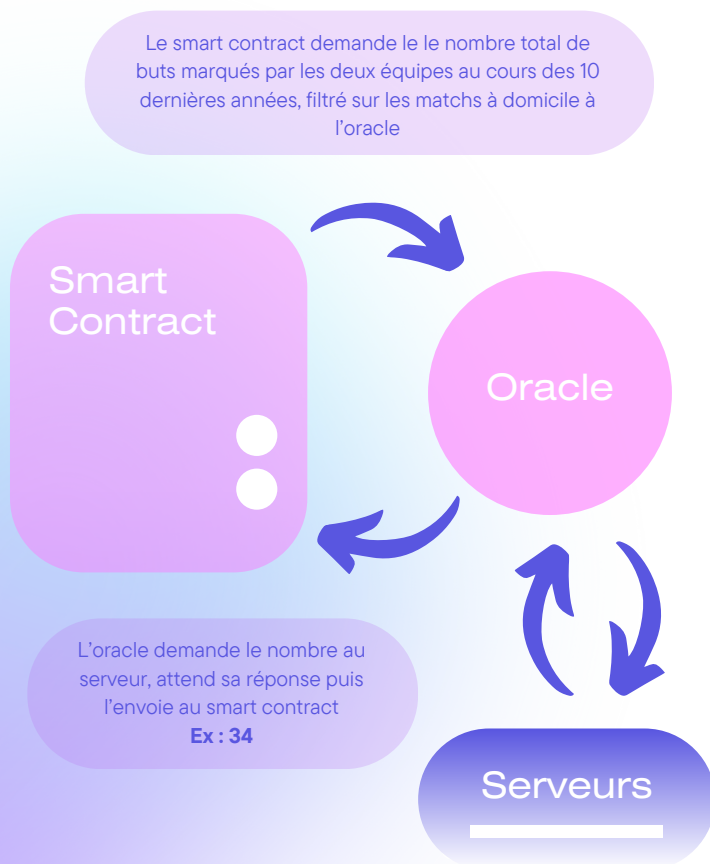 Le smart contract demande le le nombre total de
buts marqués par les deux équipes au cours des 10
dernières années, filtré sur les matchs à domicile à
l'oracle
Smart
Contract
Oracle
L'oracle demande le nombre au
serveur, attend sa réponse puis
l'envoie au smart contract
Ex : 34
Serveurs